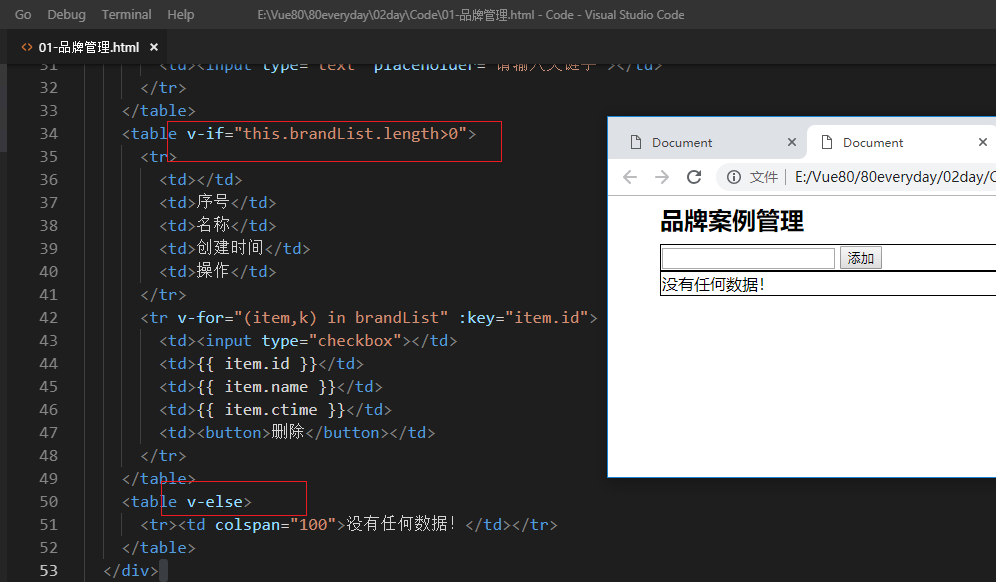 Go Debug Terminal Help E:\Vue80\80everyday\02day\Code\01-品牌管理.html - Code - Visual Studio Code
<> 01-品牌管理.html ×
31 <td><input type="text" placeholder="请输入关键字"></td>
32 </tr>
33 </table>
34 <table v-if="this.brandList.length>0">
35 <tr>
36 <td></td>
37 <td>序号</td>
38 <td>名称</td>
39 <td>创建时间</td>
40 <td>操作</td>
41 </tr>
42 <tr v-for="(item,k) in brandList" :key="item.id">
43 <td><input type="checkbox"></td>
44 <td>{{ item.id }}</td>
45 <td>{{ item.name }}</td>
46 <td>{{ item.ctime }}</td>
47 <td><button>删除</button></td>
48 </tr>
49 </table>
50 <table v-else>
51 <tr><td colspan="100">没有任何数据！</td></tr>
52 </table>
53 </div>
Document × Document ×
文件 | E:/Vue80/80everyday/02day/C
品牌案例管理
添加
没有任何数据！